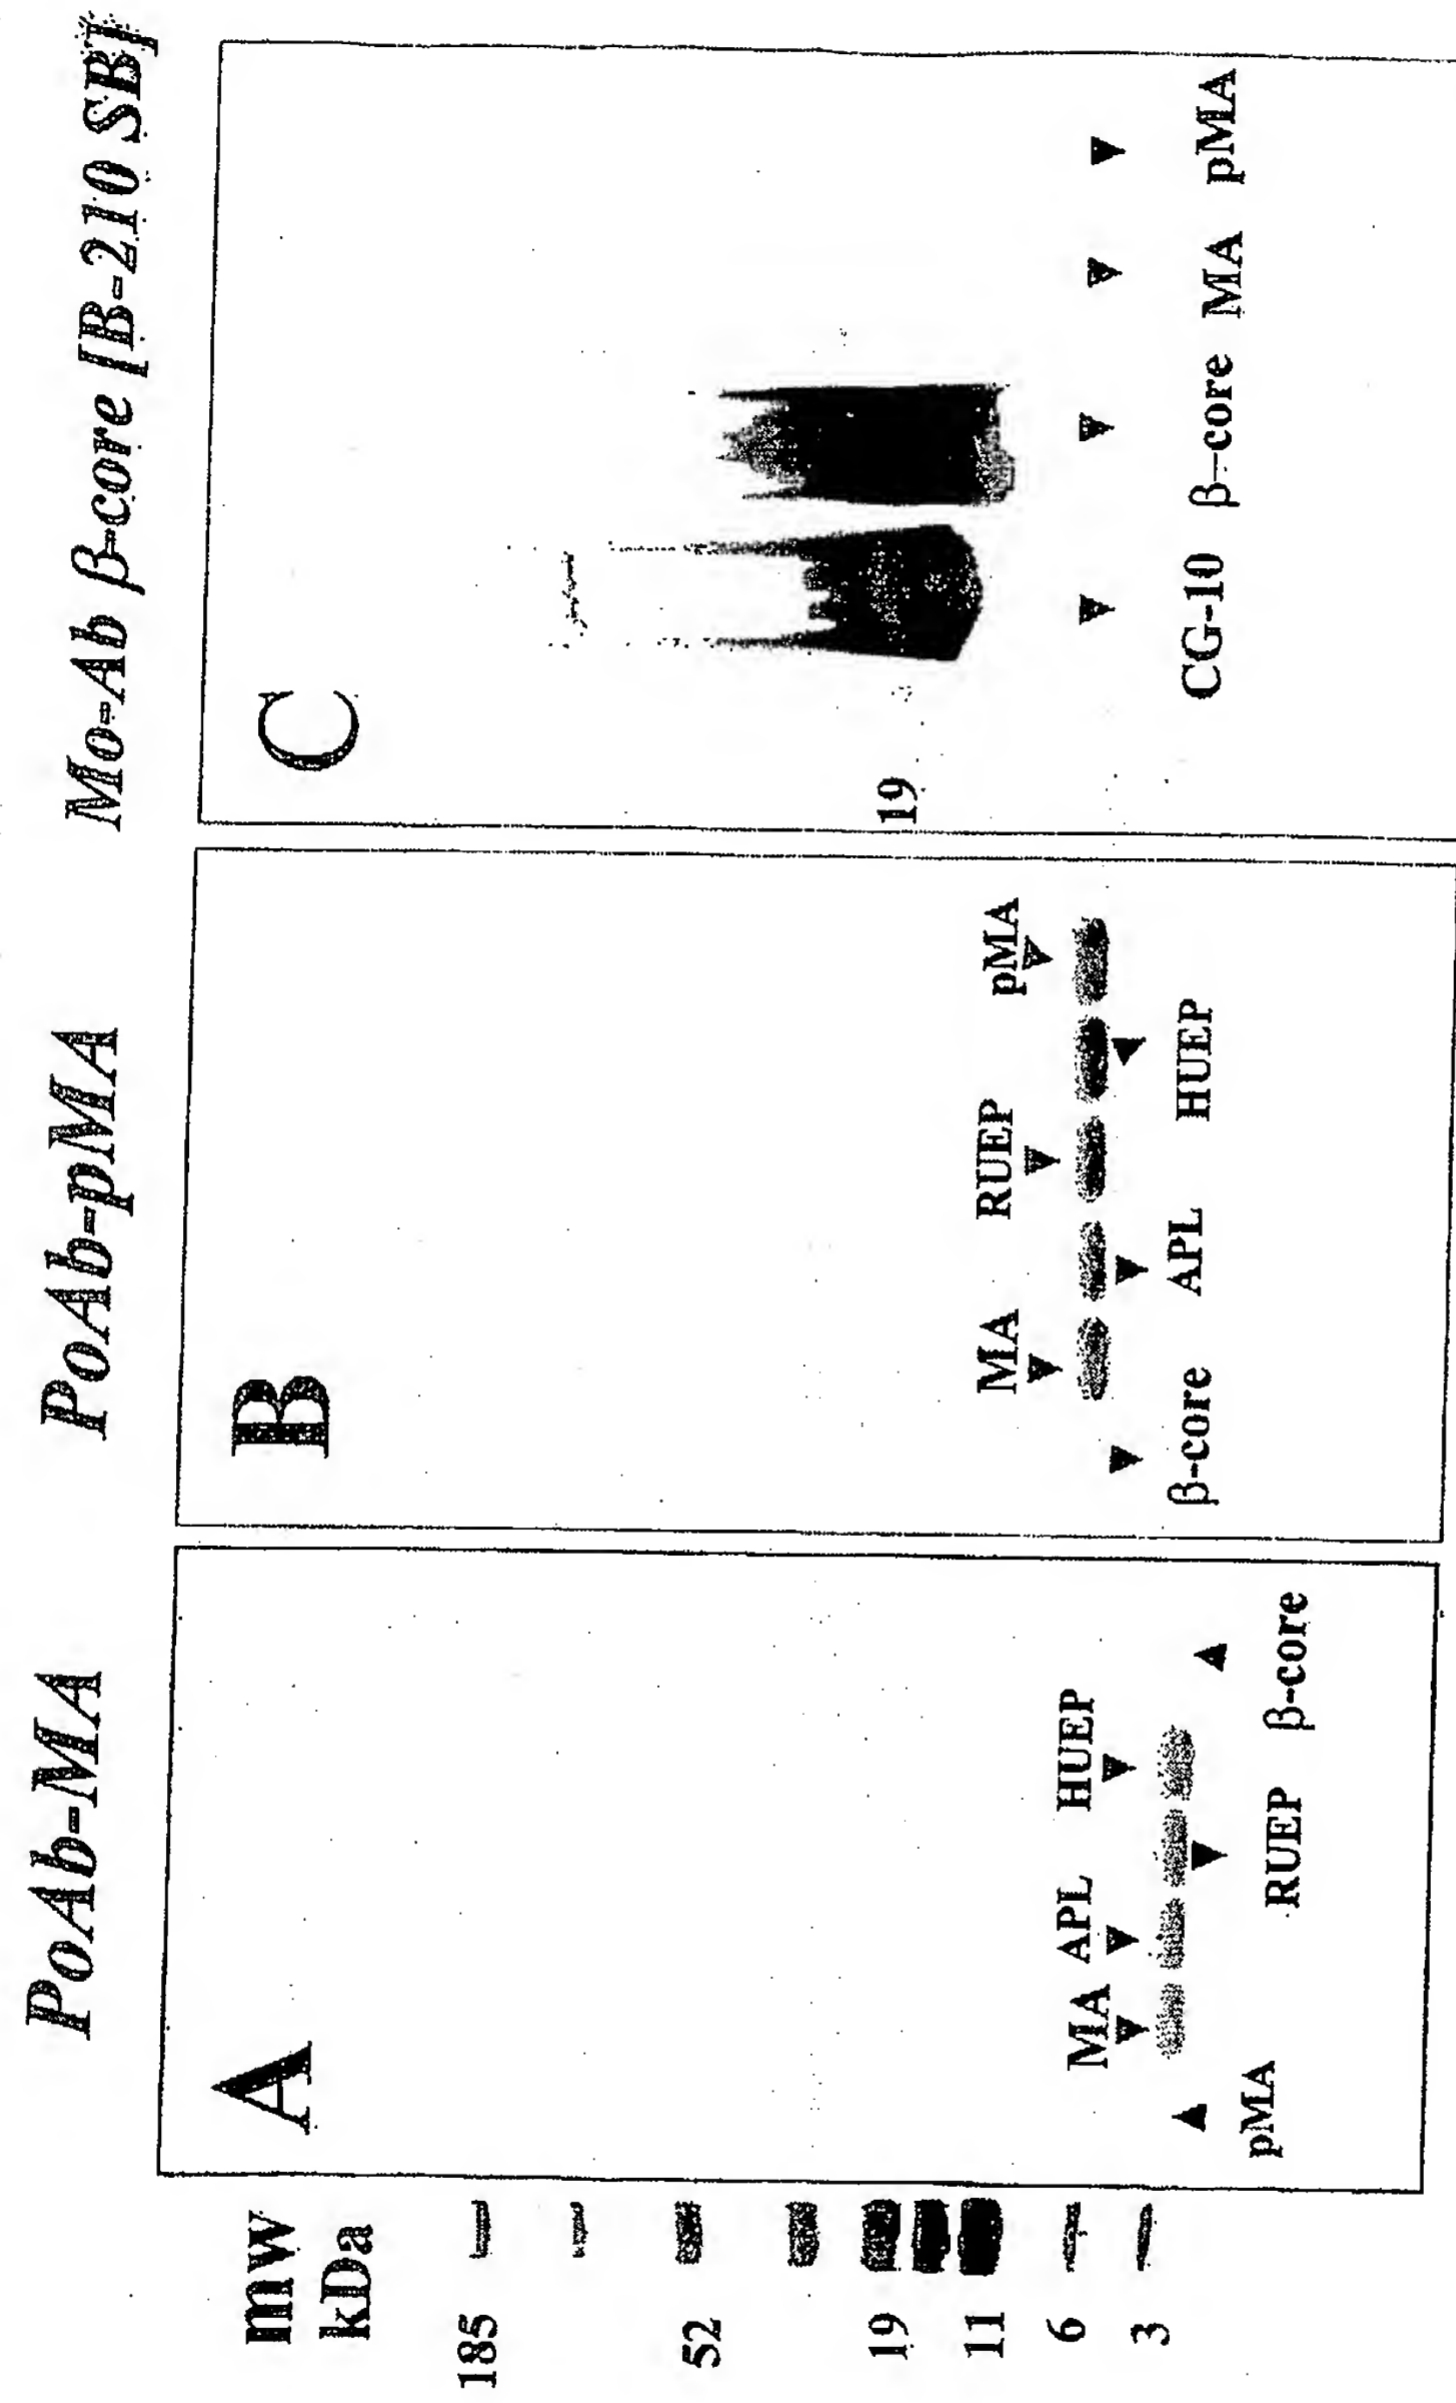 PoAb-MA
PoAb-pMA
Mo-Ab β-core [B-210 SB]
mw
kDa
185
52
19
11
6
3
A
MA APL HUEP
pMA RUEP β-core
B
MA RUEP pMA
β-core APL HUEP
C
19
CG-10 β-core MA pMA